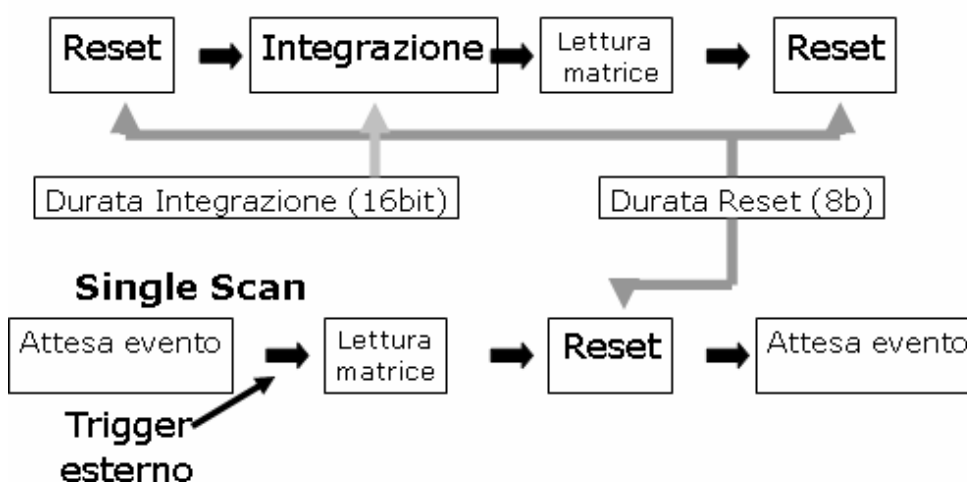 Reset
Integrazione
Lettura
matrice
Reset
Durata Integrazione (16bit)
Durata Reset (8b)
Single Scan
Attesa evento
Lettura
matrice
Reset
Attesa evento
Trigger
esterno